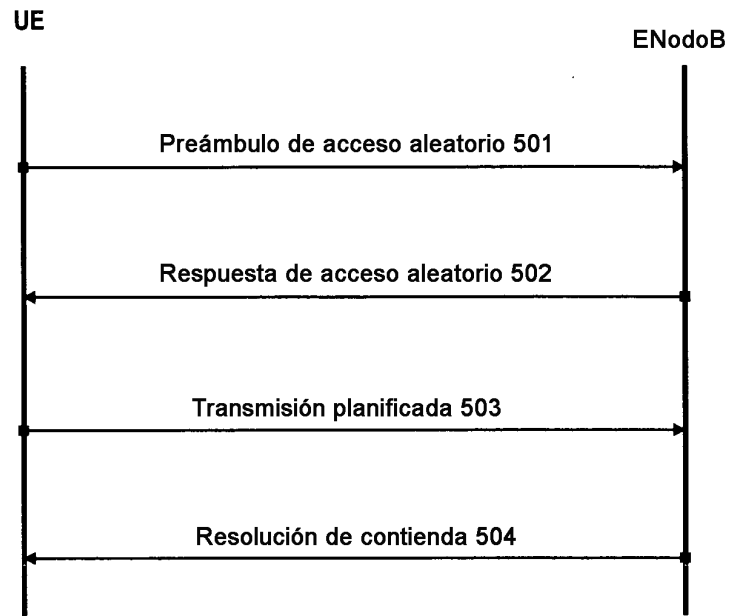 UE
ENodoB
Preámbulo de acceso aleatorio 501
Respuesta de acceso aleatorio 502
Transmisión planificada 503
Resolución de contienda 504